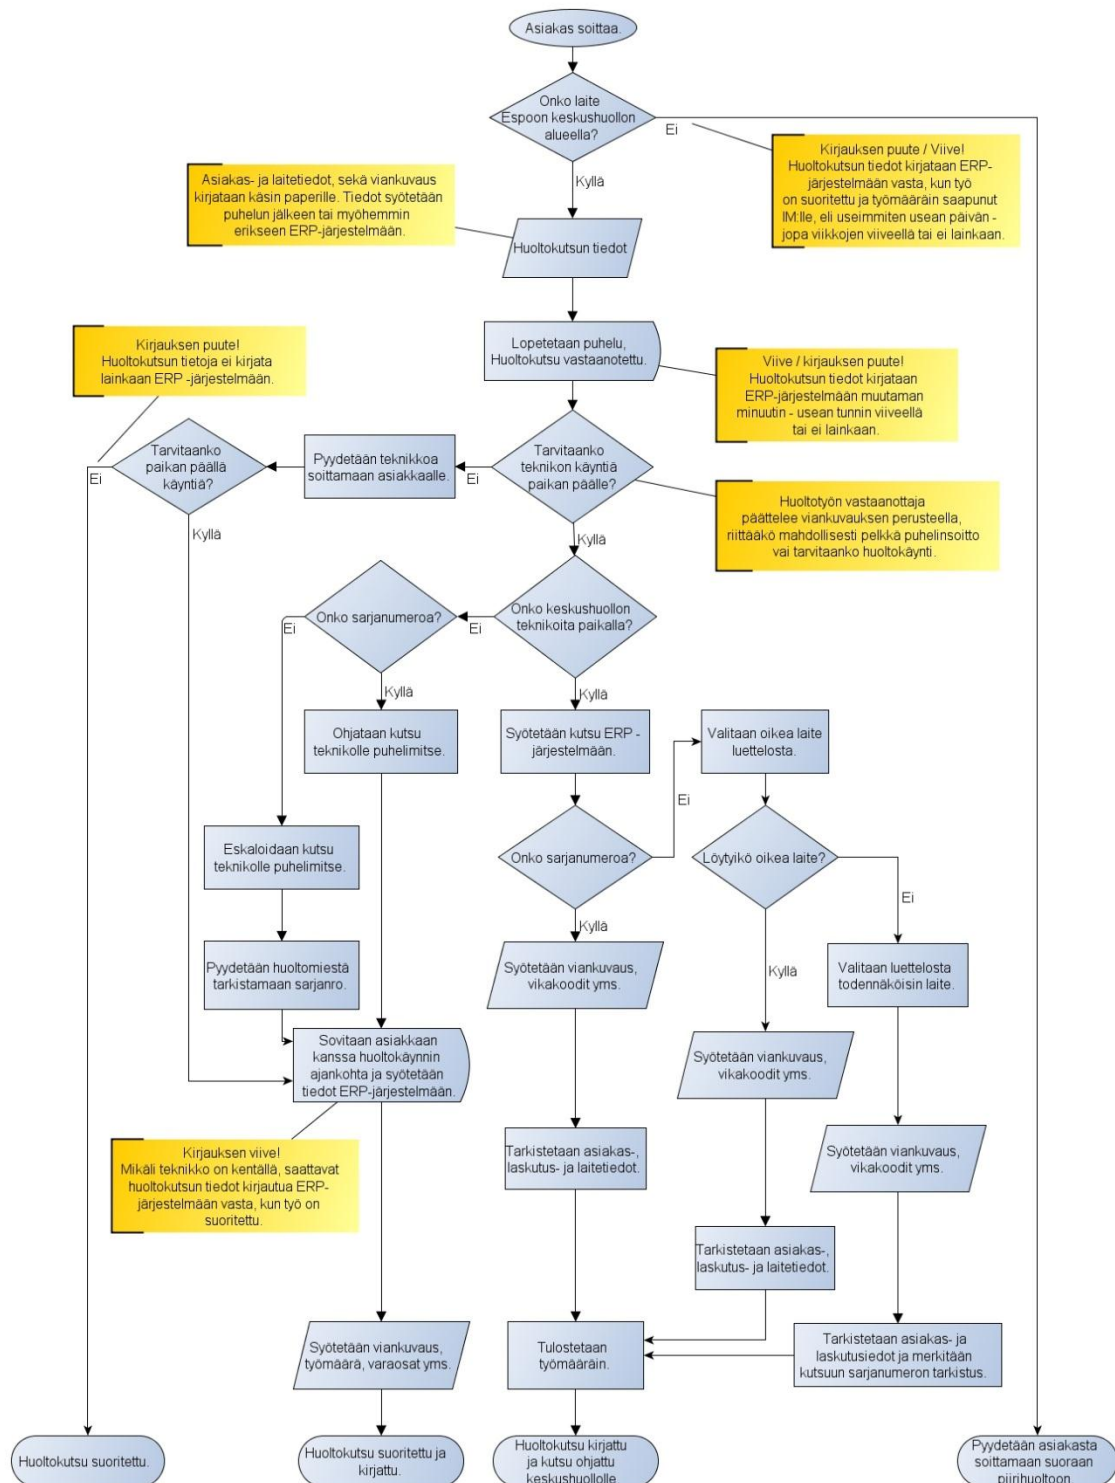 Asiakas soittaa.
Onko laite
Espoon keskushuollon
alueella?
Ei
Kyllä
Kirjauksen puute / Viive!
Huoltokutsun tiedot kirjataan ERP-
järjestelmään vasta, kun työ
on suoritettu ja työmääräin saapunut
IM:lle, eli useimmiten usean päivän -
jopa viikkojen viiveellä tai ei lainkaan.
Asiakas- ja laitetiedot, sekä viankuvaus
kirjataan käsin paperille. Tiedot syötetään
puhelun jälkeen tai myöhemmin
erikseen ERP-järjestelmään.
Huoltokutsun tiedot
Lopetetaan puhelu,
Huoltokutsu vastaanotettu.
Kirjauksen puute!
Huoltokutsun tietoja ei kirjata
lainkaan ERP -järjestelmään.
Viive / kirjauksen puute!
Huoltokutsun tiedot kirjataan
ERP-järjestelmään muutaman
minuutin - usean tunnin viiveellä
tai ei lainkaan.
Tarvitaanko
paikan päällä
käyntiä?
Ei
Kyllä
Pyydetään teknikkoa
soittamaan asiakkaalle.
Ei
Tarvitaanko
teknikon käyntiä
paikan päälle?
Kyllä
Huoltotyön vastaanottaja
päättelee viankuvauksen perusteella,
riittääkö mahdollisesti pelkkä puhelinsoitto
vai tarvitaanko huoltokäynti.
Onko sarjanumeroa?
Ei
Kyllä
Onko keskushuollon
teknikoita paikalla?
Ei
Kyllä
Ohjataan kutsu
teknikolle puhelimitse.
Syötetään kutsu ERP -
järjestelmään.
Valitaan oikea laite
luettelosta.
Eskaloidaan kutsu
teknikolle puhelimitse.
Onko sarjanumeroa?
Ei
Kyllä
Löytyikö oikea laite?
Ei
Kyllä
Pyydetään huoltomiestä
tarkistamaan sarjanro.
Syötetään viankuvaus,
vikakoodit yms.
Valitaan luettelosta
todennäköisin laite.
Sovitaan asiakkaan
kanssa huoltokäynnin
ajankohta ja syötetään
tiedot ERP-järjestelmään.
Syötetään viankuvaus,
vikakoodit yms.
Kirjauksen viive!
Mikäli teknikko on kentällä, saattavat
huoltokutsun tiedot kirjautua ERP-
järjestelmään vasta, kun työ on
suoritettu.
Tarkistetaan asiakas-,
laskutus- ja laitetiedot.
Syötetään viankuvaus,
vikakoodit yms.
Tarkistetaan asiakas-,
laskutus- ja laitetiedot.
Syötetään viankuvaus,
työmäärä, varaosat yms.
Tulostetaan
työmääräin.
Tarkistetaan asiakas- ja
laskutusiedot ja merkitään
kutsuun sarjanumeron tarkistus.
Huoltokutsu suoritettu.
Huoltokutsu suoritettu ja
kirjattu.
Huoltokutsu kirjattu
ja kutsu ohjattu
keskushuollolle.
Pyydetään asiakasta
soittamaan suoraan
piirihuoltoon.